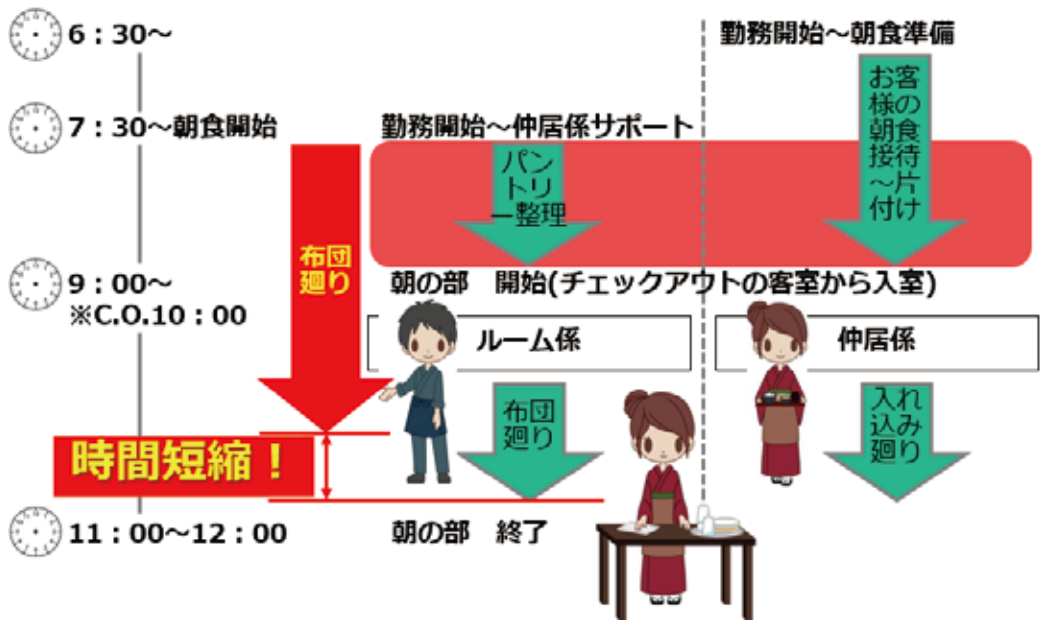 6：30～
勤務開始～朝食準備
お客
様の
朝食
接待
～片
付け
7：30～朝食開始
勤務開始～仲居係サポート
パン
トリ
ー整理
布団
廻り
9：00～
※C.O.10：00
朝の部　開始(チェックアウトの客室から入室)
ルーム係
仲居係
布団
廻り
入れ
込み
廻り
時間短縮！
11：00～12：00
朝の部　終了